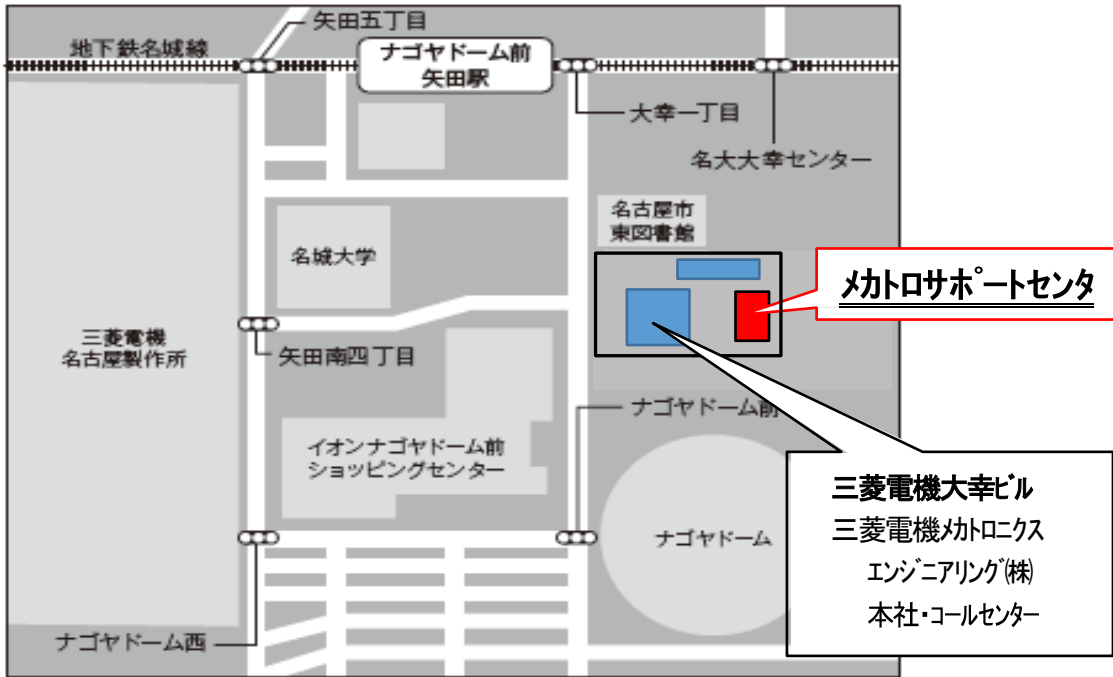 矢田五丁目
地下鉄名城線
ナゴヤドーム前
矢田駅
大幸一丁目
名大大幸センター
名古屋市
東図書館
名城大学
メカトロサポートセンタ
三菱電機
名古屋製作所
矢田南四丁目
ナゴヤドーム前
イオンナゴヤドーム前
ショッピングセンター
三菱電機大幸ビル
三菱電機メカトロニクス
エンジニアリング(株)
本社・コールセンター
ナゴヤドーム
ナゴヤドーム西